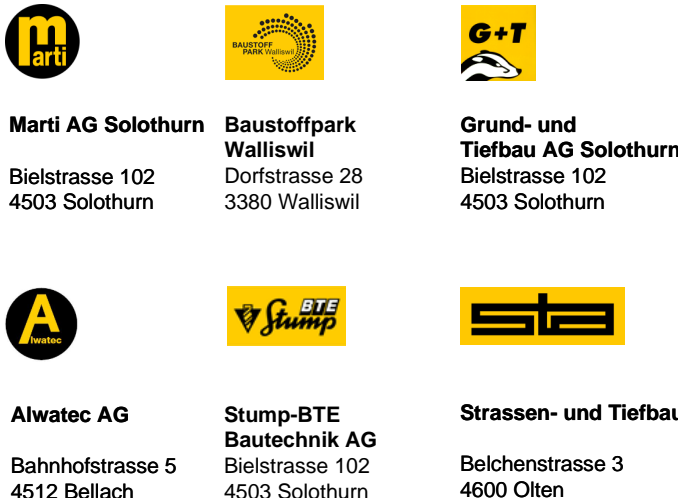 marti
BAUSTOFF
PARK Walliswil
G+T
Marti AG Solothurn
Bielstrasse 102
4503 Solothurn
Baustoffpark
Walliswil
Dorfstrasse 28
3380 Walliswil
Grund- und
Tiefbau AG Solothurn
Bielstrasse 102
4503 Solothurn
Alwatec
BTE
Stump
sta
Alwatec AG
Bahnhofstrasse 5
4512 Bellach
Stump-BTE
Bautechnik AG
Bielstrasse 102
4503 Solothurn
Strassen- und Tiefbau
Belchenstrasse 3
4600 Olten